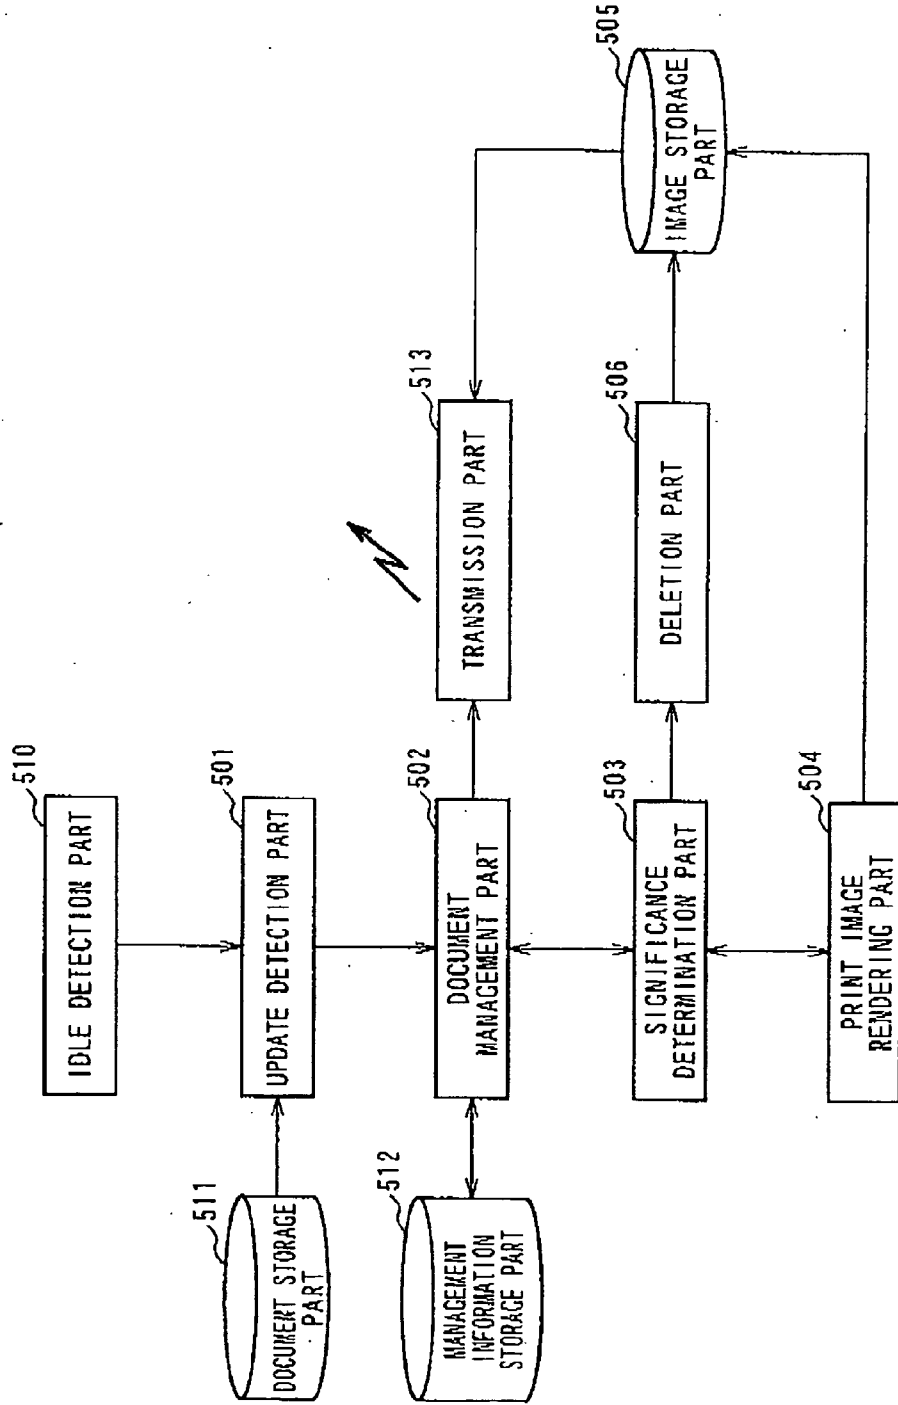 510
IDLE DETECTION PART
511
DOCUMENT STORAGE
PART
501
UPDATE DETECTION PART
512
MANAGEMENT
INFORMATION
STORAGE PART
502
DOCUMENT
MANAGEMENT PART
513
TRANSMISSION PART
503
SIGNIFICANCE
DETERMINATION PART
506
DELETION PART
505
IMAGE STORAGE
PART
504
PRINT IMAGE
RENDERING PART